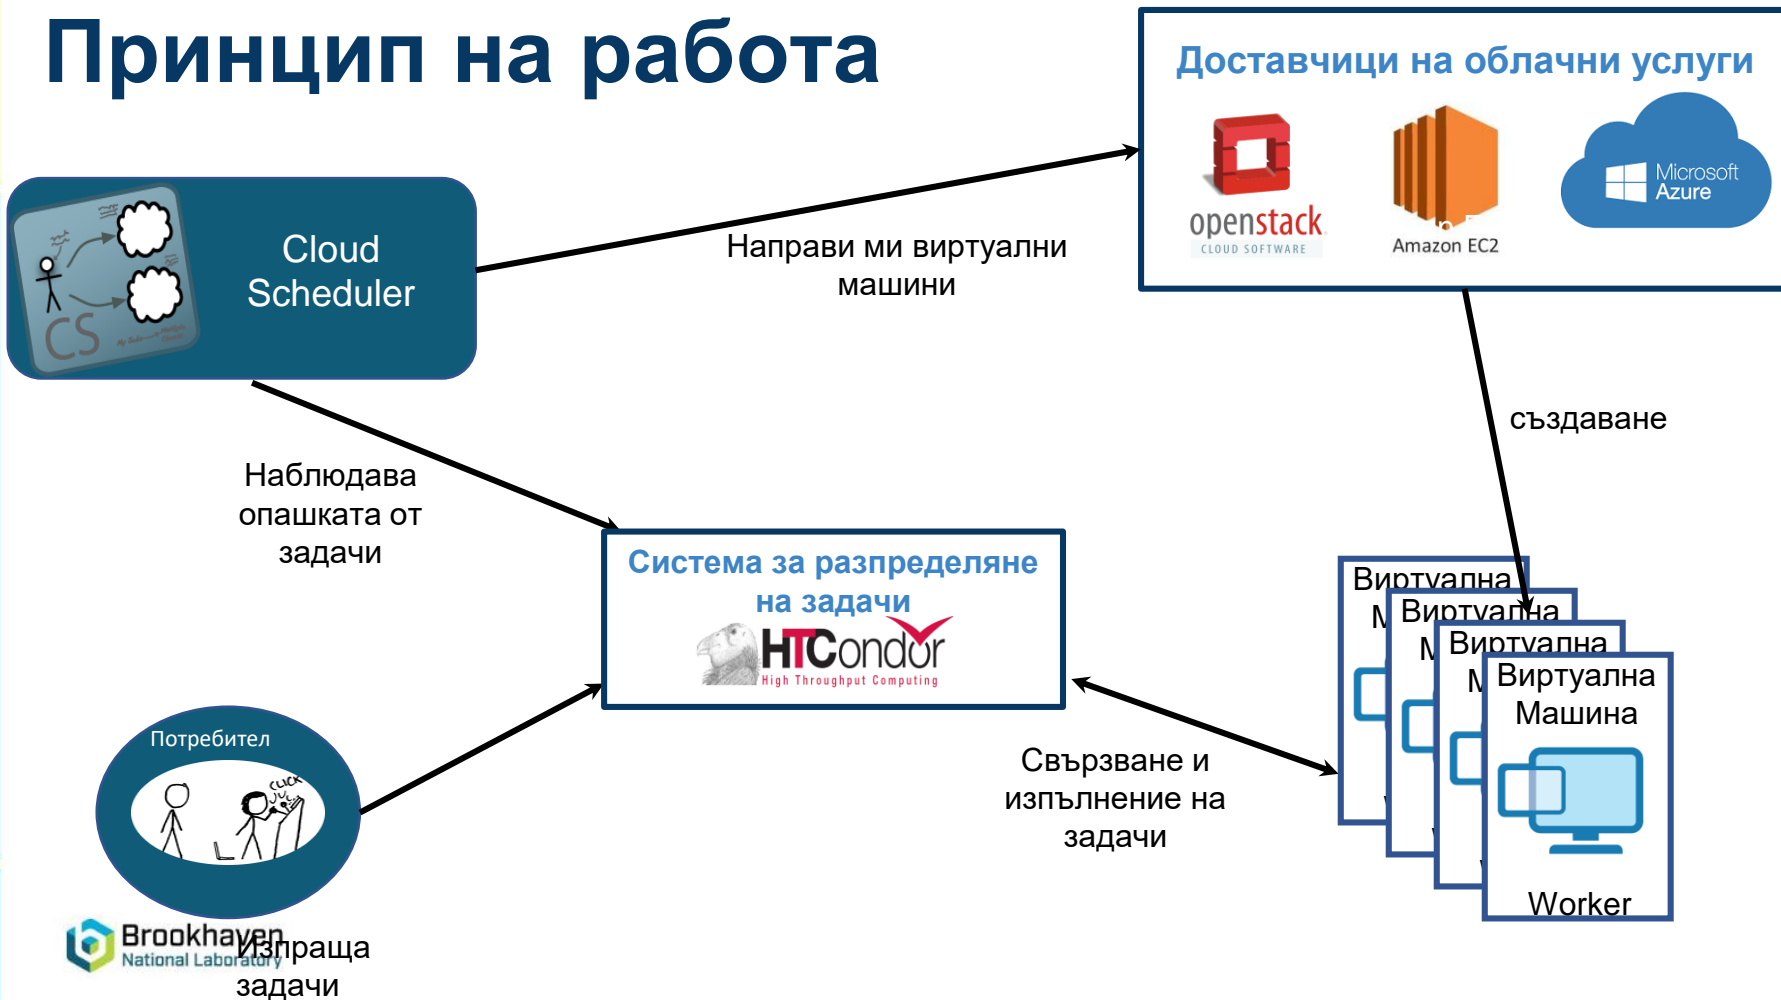 Принцип на работа
Доставчици на облачни услуги
openstack
CLOUD SOFTWARE
Amazon EC2
Microsoft
Azure
Cloud
Scheduler
CS
Направи ми виртуални
машини
създаване
Наблюдава
опашката от
задачи
Система за разпределяне
на задачи
HTCondor
High Throughput Computing
Виртуална
Виртуална
Виртуална
Виртуална
Машина
Worker
Свързване и
изпълнение на
задачи
Потребител
CLICK
Brookhaven
National Laboratory
Изпраща
задачи